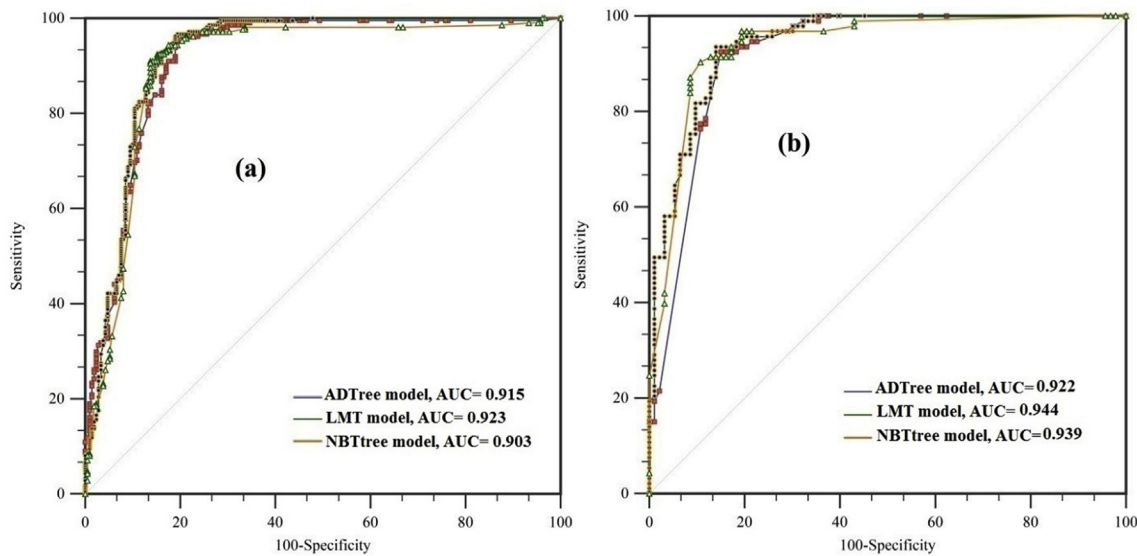 100
80
60
40
20
0
Sensitivity
(a)
ADTree model, AUC= 0.915
LMT model, AUC= 0.923
NBTtree model, AUC= 0.903
0 20 40 60 80 100
100-Specificity
100
80
60
40
20
0
Sensitivity
(b)
ADTree model, AUC= 0.922
LMT model, AUC= 0.944
NBTtree model, AUC= 0.939
0 20 40 60 80 100
100-Specificity